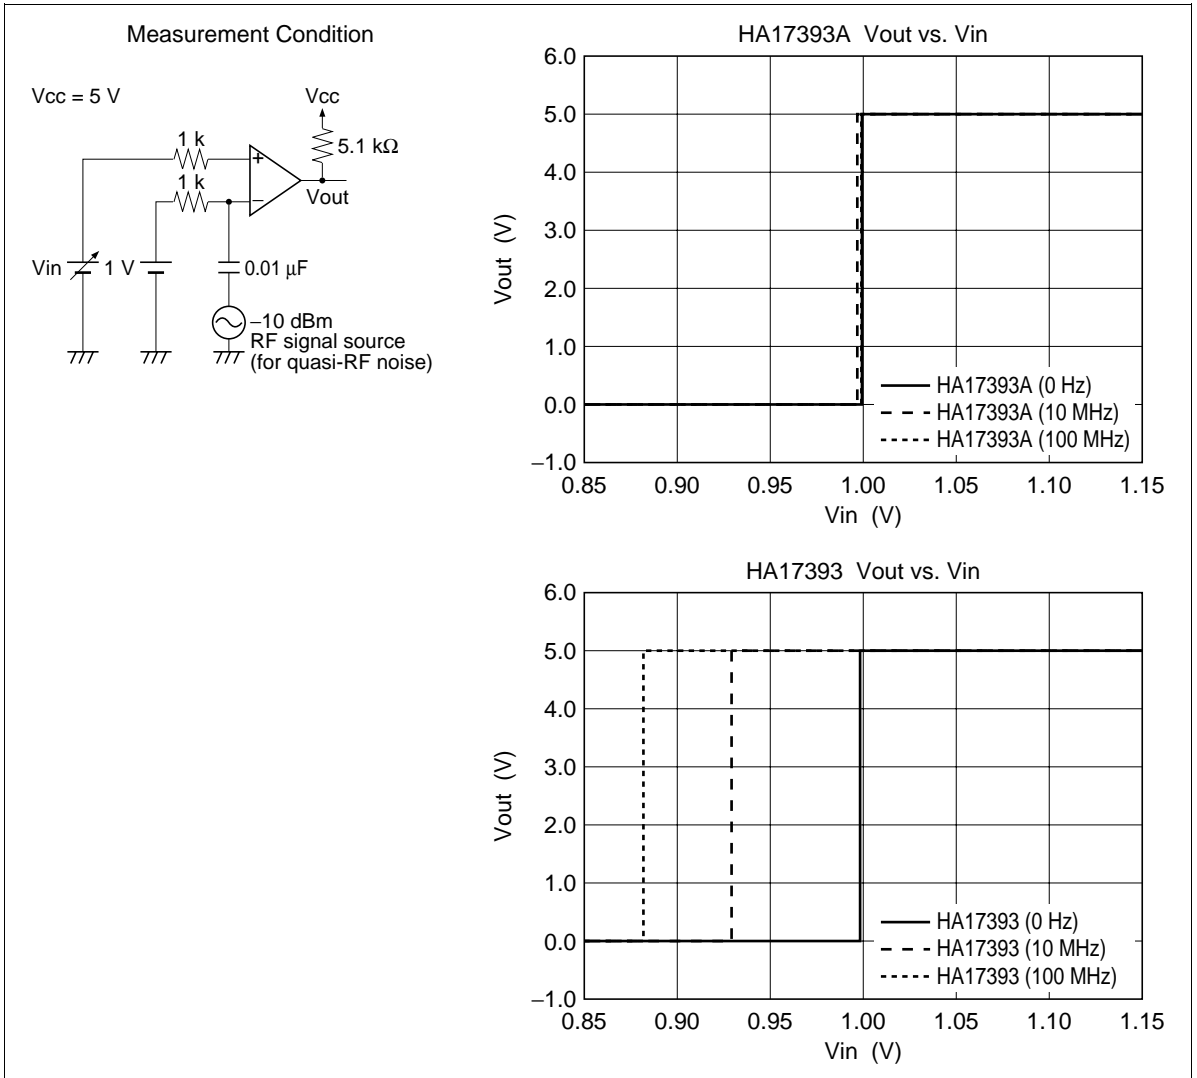 Measurement Condition
Vcc = 5 V
Vcc
1 k
5.1 kΩ
+
1 k
−
Vout
Vin
1 V
0.01 μF
−10 dBm
RF signal source
(for quasi-RF noise)
HA17393A Vout vs. Vin
6.0
5.0
4.0
3.0
2.0
1.0
0.0
−1.0
Vout (V)
HA17393A (0 Hz)
HA17393A (10 MHz)
HA17393A (100 MHz)
0.85 0.90 0.95 1.00 1.05 1.10 1.15
Vin (V)
HA17393 Vout vs. Vin
6.0
5.0
4.0
3.0
2.0
1.0
0.0
−1.0
Vout (V)
HA17393 (0 Hz)
HA17393 (10 MHz)
HA17393 (100 MHz)
0.85 0.90 0.95 1.00 1.05 1.10 1.15
Vin (V)